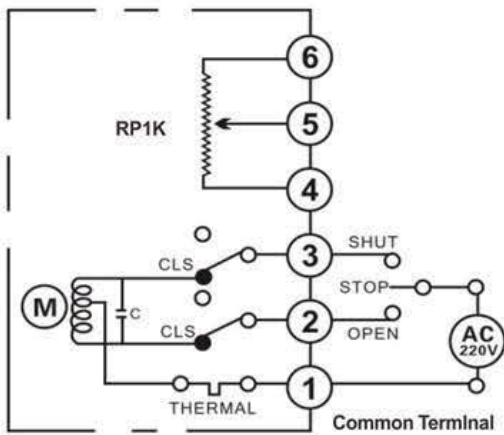 6
RP1K
5
4
3
SHUT
CLS
STOP
M
C
AC
220V
2
CLS
OPEN
1
THERMAL
Common TermInal